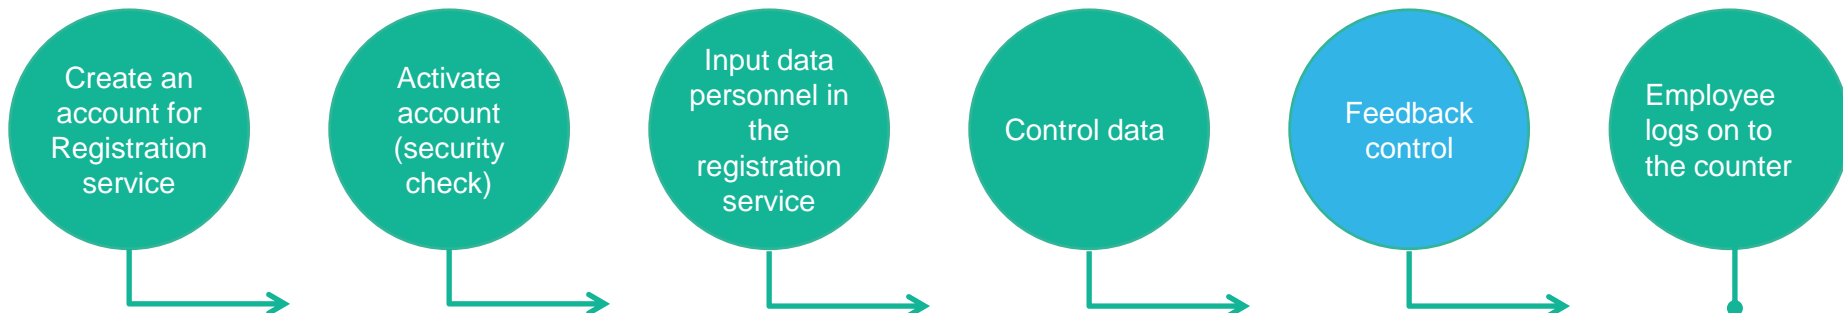 Create an
account for
Registration
service
Activate
account
(security
check)
Input data
personnel in
the
registration
service
Control data
Feedback
control
Employee
logs on to
the counter